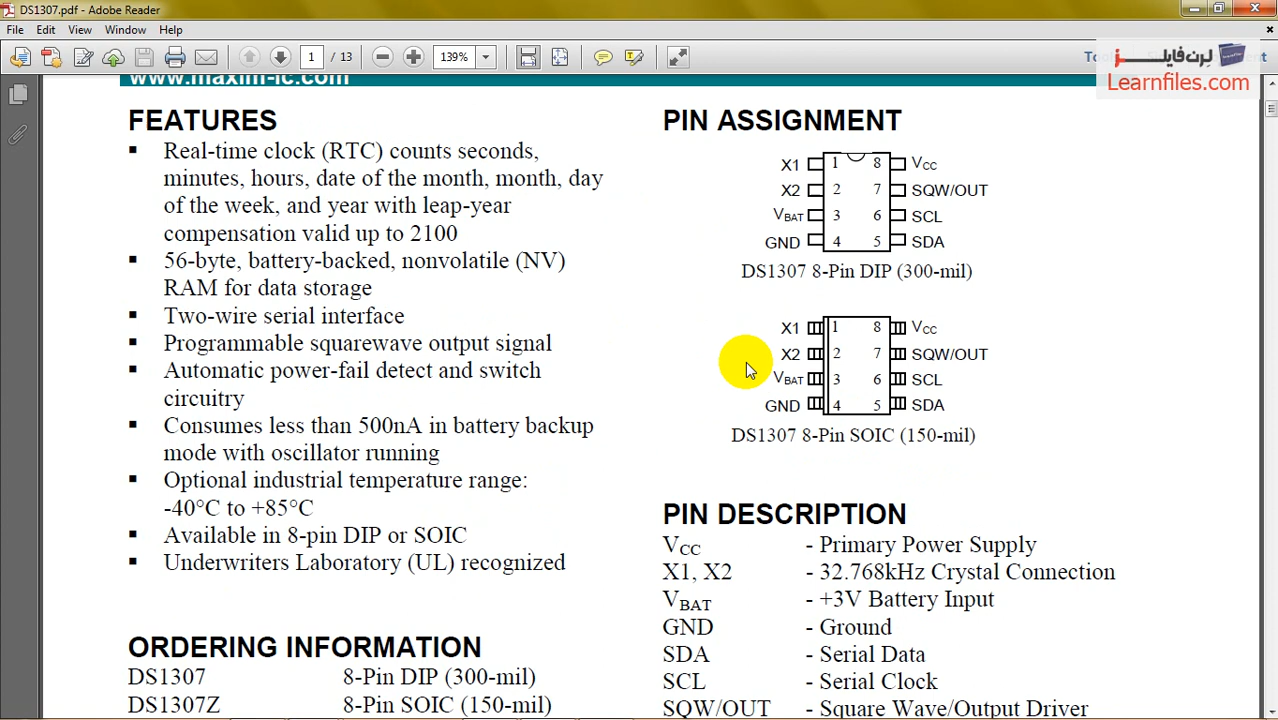 DS1307.pdf - Adobe Reader
File Edit View Window Help
1 / 13 139%
لرن فایل
Learnfiles.com
www.maxim-ic.com
FEATURES
▪ Real-time clock (RTC) counts seconds,
minutes, hours, date of the month, month, day
of the week, and year with leap-year
compensation valid up to 2100
▪ 56-byte, battery-backed, nonvolatile (NV)
RAM for data storage
▪ Two-wire serial interface
▪ Programmable squarewave output signal
▪ Automatic power-fail detect and switch
circuitry
▪ Consumes less than 500nA in battery backup
mode with oscillator running
▪ Optional industrial temperature range:
-40°C to +85°C
▪ Available in 8-pin DIP or SOIC
▪ Underwriters Laboratory (UL) recognized
ORDERING INFORMATION
DS1307 8-Pin DIP (300-mil)
DS1307Z 8-Pin SOIC (150-mil)
PIN ASSIGNMENT
X1 1 8 VCC
X2 2 7 SQW/OUT
VBAT 3 6 SCL
GND 4 5 SDA
DS1307 8-Pin DIP (300-mil)
X1 1 8 VCC
X2 2 7 SQW/OUT
VBAT 3 6 SCL
GND 4 5 SDA
DS1307 8-Pin SOIC (150-mil)
PIN DESCRIPTION
VCC - Primary Power Supply
X1, X2 - 32.768kHz Crystal Connection
VBAT - +3V Battery Input
GND - Ground
SDA - Serial Data
SCL - Serial Clock
SQW/OUT - Square Wave/Output Driver